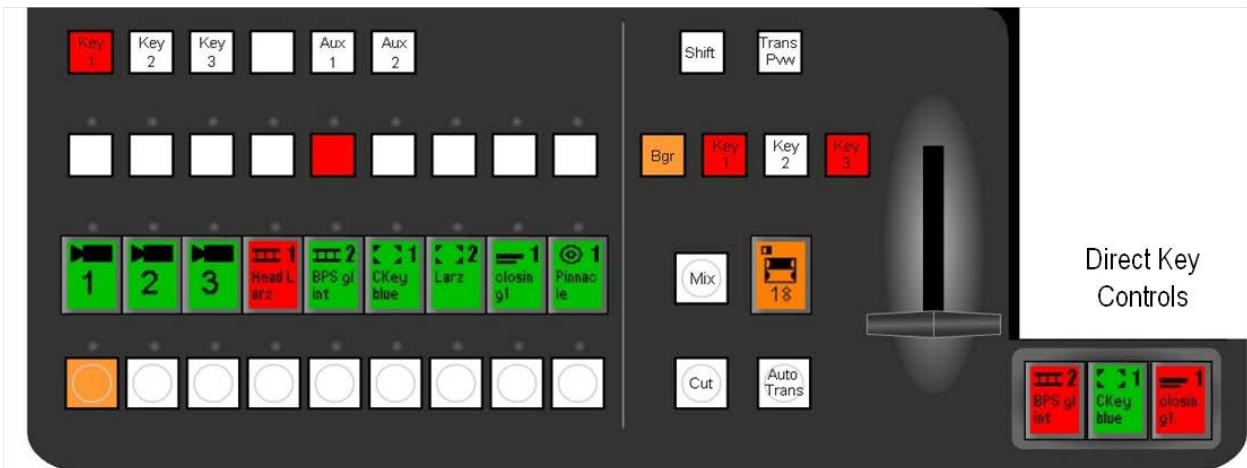 Key
1
Key
2
Key
3
Aux
1
Aux
2
Shift
Trans
Pvw
Bgr
Key
1
Key
2
Key
3
1
2
3
1
Head L
arz
2
BPS gl
int
1
CKey
blue
2
Larz
1
closin
g1
1
Pinnac
le
Mix
18
Cut
Auto
Trans
Direct Key
Controls
2
BPS gl
int
1
CKey
blue
1
closin
g1